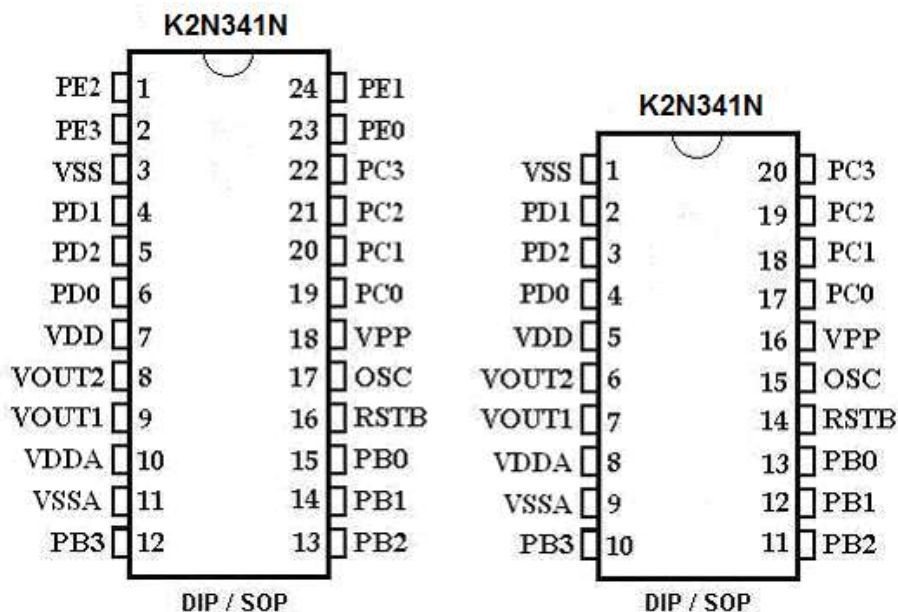 K2N341N
PE2 1 24 PE1
PE3 2 23 PE0
VSS 3 22 PC3
PD1 4 21 PC2
PD2 5 20 PC1
PD0 6 19 PC0
VDD 7 18 VPP
VOUT2 8 17 OSC
VOUT1 9 16 RSTB
VDDA 10 15 PB0
VSSA 11 14 PB1
PB3 12 13 PB2
DIP / SOP
K2N341N
VSS 1 20 PC3
PD1 2 19 PC2
PD2 3 18 PC1
PD0 4 17 PC0
VDD 5 16 VPP
VOUT2 6 15 OSC
VOUT1 7 14 RSTB
VDDA 8 13 PB0
VSSA 9 12 PB1
PB3 10 11 PB2
DIP / SOP